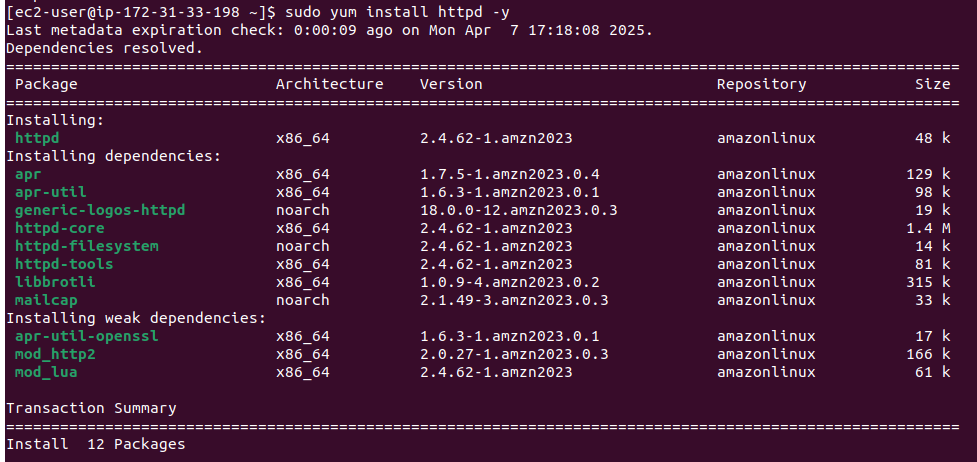 [ec2-user@ip-172-31-33-198 ~]$ sudo yum install httpd -y
Last metadata expiration check: 0:00:09 ago on Mon Apr  7 17:18:08 2025.
Dependencies resolved.
==========================================================================================================
 Package                      Architecture    Version                          Repository            Size
==========================================================================================================
Installing:
 httpd                        x86_64          2.4.62-1.amzn2023                amazonlinux           48 k
Installing dependencies:
 apr                          x86_64          1.7.5-1.amzn2023.0.4             amazonlinux          129 k
 apr-util                     x86_64          1.6.3-1.amzn2023.0.1             amazonlinux           98 k
 generic-logos-httpd          noarch          18.0.0-12.amzn2023.0.3           amazonlinux           19 k
 httpd-core                   x86_64          2.4.62-1.amzn2023                amazonlinux          1.4 M
 httpd-filesystem             noarch          2.4.62-1.amzn2023                amazonlinux           14 k
 httpd-tools                  x86_64          2.4.62-1.amzn2023                amazonlinux           81 k
 libbrotli                    x86_64          1.0.9-4.amzn2023.0.2             amazonlinux          315 k
 mailcap                      noarch          2.1.49-3.amzn2023.0.3            amazonlinux           33 k
Installing weak dependencies:
 apr-util-openssl             x86_64          1.6.3-1.amzn2023.0.1             amazonlinux           17 k
 mod_http2                    x86_64          2.0.27-1.amzn2023.0.3            amazonlinux          166 k
 mod_lua                      x86_64          2.4.62-1.amzn2023                amazonlinux           61 k

Transaction Summary
==========================================================================================================
Install  12 Packages